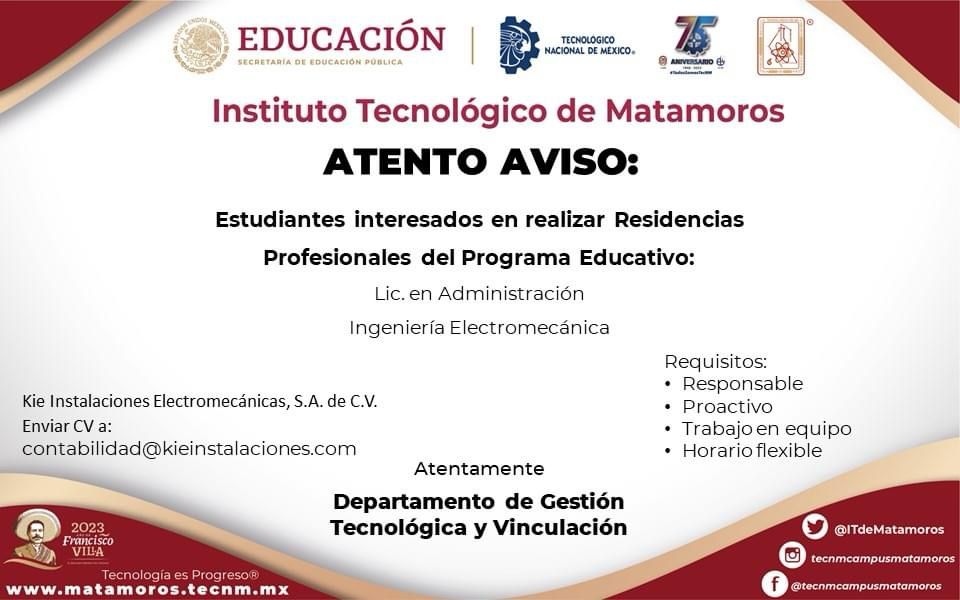 EDUCACIÓN
SECRETARÍA DE EDUCACIÓN PÚBLICA
TECNOLÓGICO
NACIONAL DE MÉXICO®
75
ANIVERSARIO
#TodosSomosTecNM
Instituto Tecnológico de Matamoros
ATENTO AVISO:
Estudiantes interesados en realizar Residencias
Profesionales del Programa Educativo:
Lic. en Administración
Ingeniería Electromecánica
Requisitos:
• Responsable
• Proactivo
• Trabajo en equipo
• Horario flexible
Kie Instalaciones Electromecánicas, S.A. de C.V.
Enviar CV a:
contabilidad@kieinstalaciones.com
Atentamente
Departamento de Gestión
Tecnológica y Vinculación
2023
Francisco
VILLA
Tecnología es Progreso®
www.matamoros.tecnm.mx
@ITdeMatamoros
tecnmcampusmatamoros
@tecnmcampusmatamoros